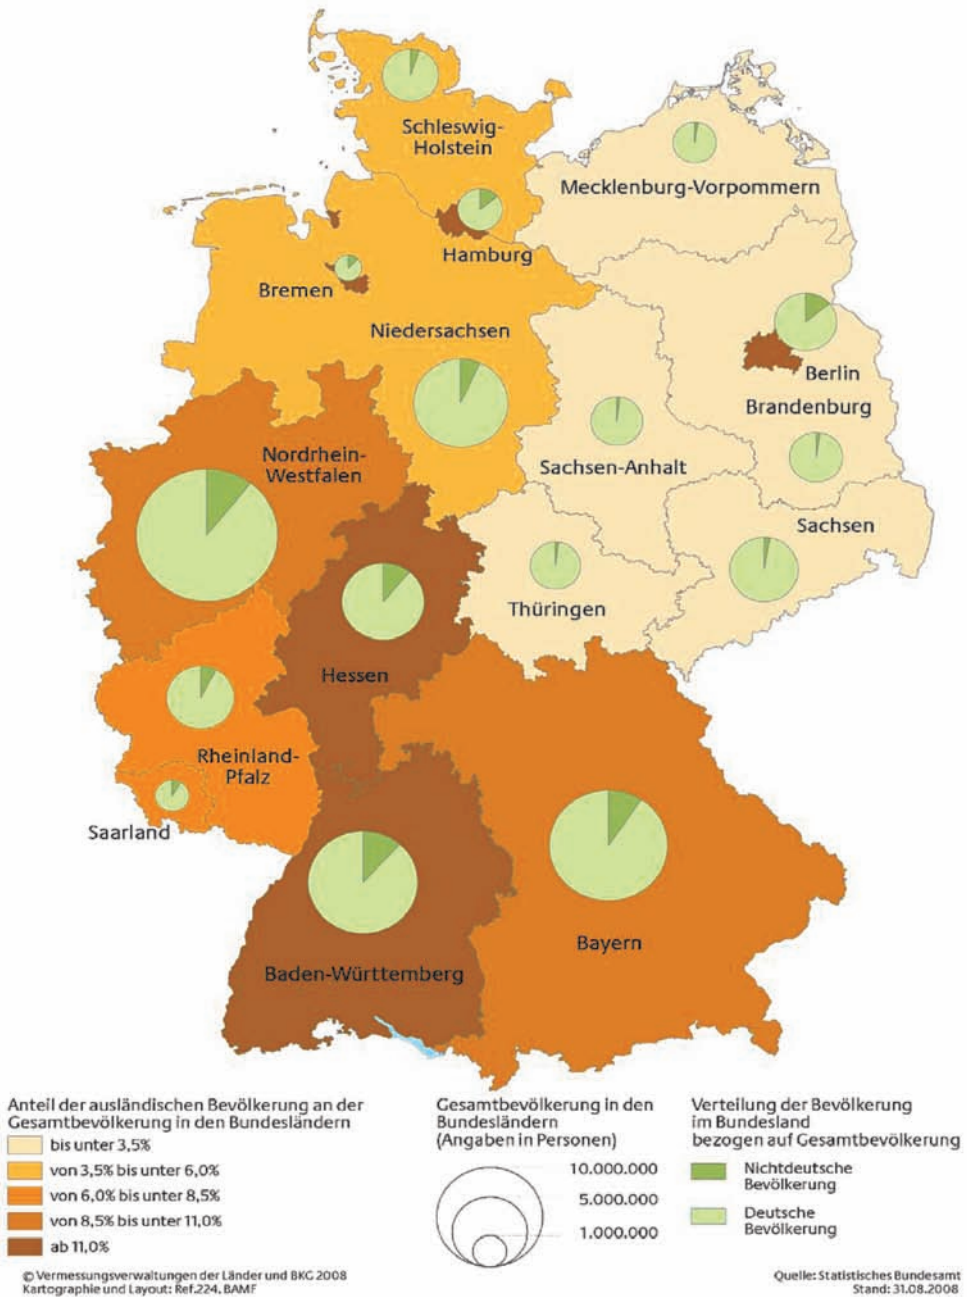 Schleswig-
Holstein
Mecklenburg-Vorpommern
Hamburg
Bremen
Niedersachsen
Berlin
Brandenburg
Nordrhein-
Westfalen
Sachsen-Anhalt
Sachsen
Thüringen
Hessen
Rheinland-
Pfalz
Saarland
Bayern
Baden-Württemberg
Anteil der ausländischen Bevölkerung an der
Gesamtbevölkerung in den Bundesländern
bis unter 3,5%
von 3,5% bis unter 6,0%
von 6,0% bis unter 8,5%
von 8,5% bis unter 11,0%
ab 11,0%
Gesamtbevölkerung in den
Bundesländern
(Angaben in Personen)
10.000.000
5.000.000
1.000.000
Verteilung der Bevölkerung
im Bundesland
bezogen auf Gesamtbevölkerung
Nichtdeutsche
Bevölkerung
Deutsche
Bevölkerung
© Vermessungsverwaltungen der Länder und BKG 2008
Kartographie und Layout: Ref.224, BAMF
Quelle: Statistisches Bundesamt
Stand: 31.08.2008